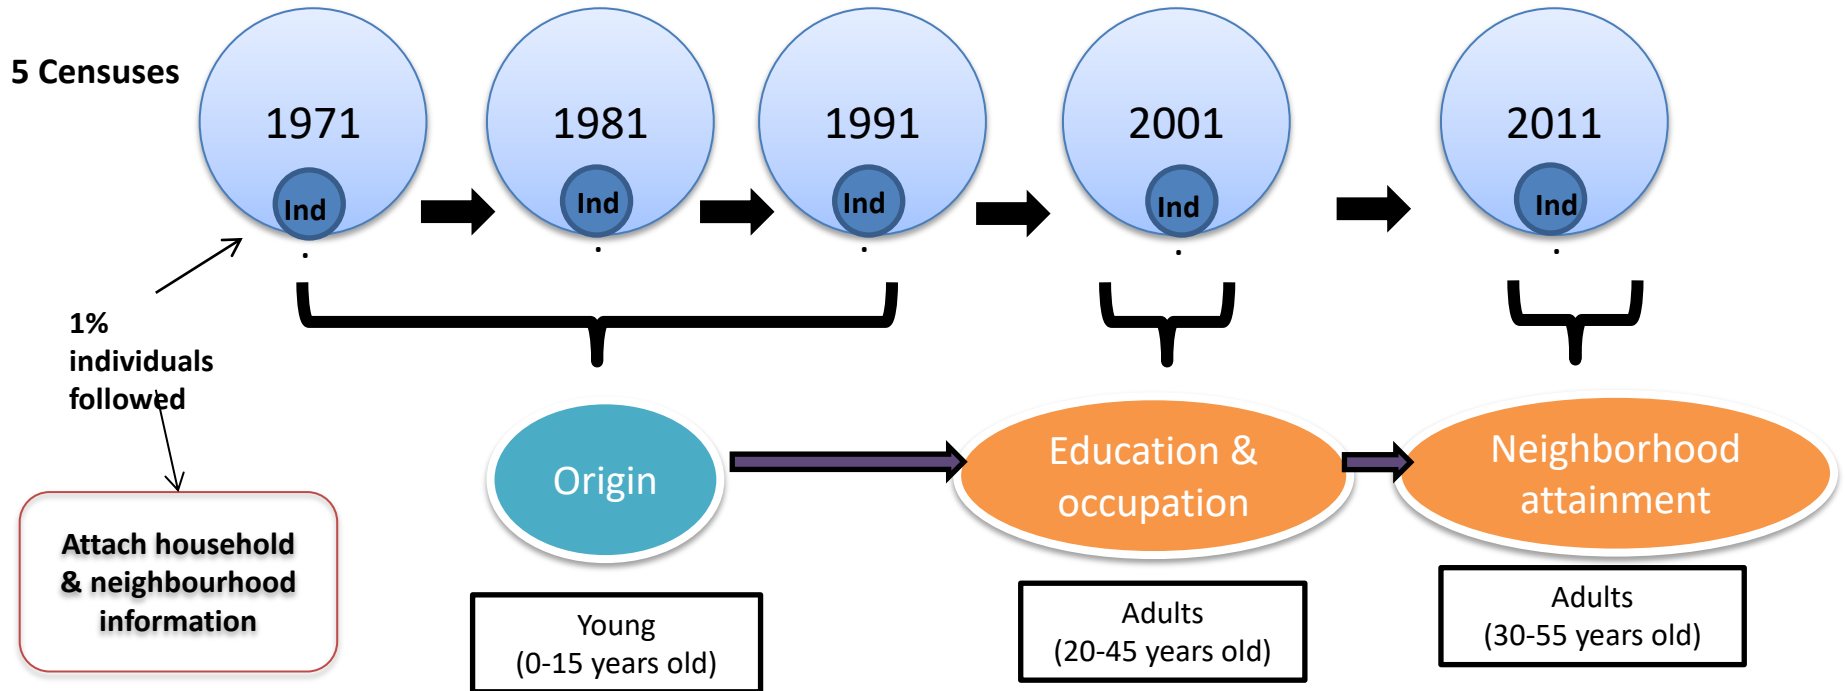 5 Censuses
1971
1981
1991
2001
2011
Ind
Ind
Ind
Ind
Ind
1%
individuals
followed
Attach household
& neighbourhood
information
Origin
Education &
occupation
Neighborhood
attainment
Young
(0-15 years old)
Adults
(20-45 years old)
Adults
(30-55 years old)